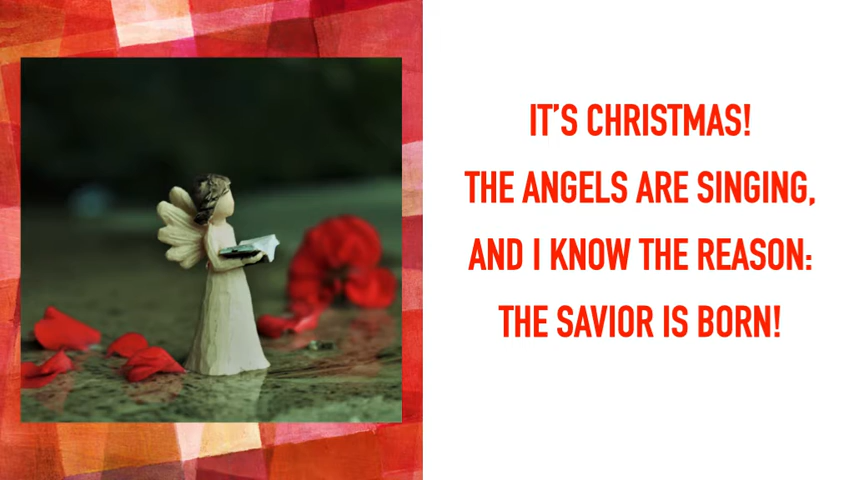 IT’S CHRISTMAS!
THE ANGELS ARE SINGING,
AND I KNOW THE REASON:
THE SAVIOR IS BORN!